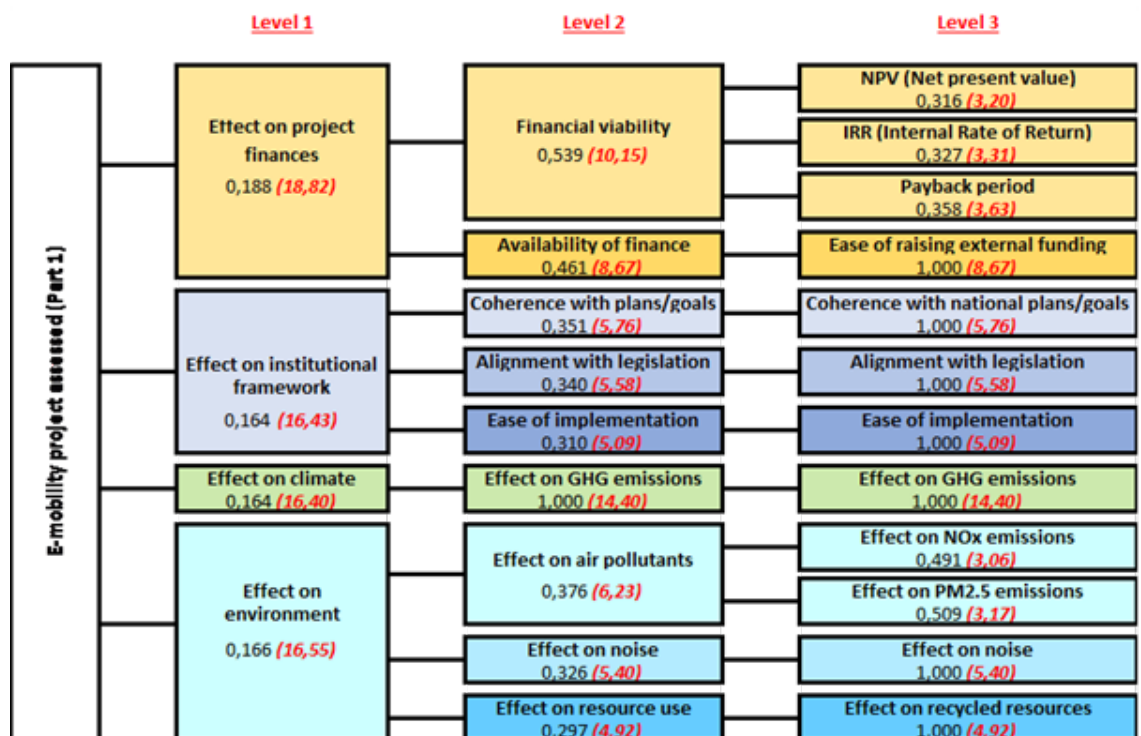 Level 1
Level 2
Level 3
E-mobility project assessed (Part 1)
Effect on project
finances
0,188 (18,82)
Financial viability
0,539 (10,15)
NPV (Net present value)
0,316 (3,20)
IRR (Internal Rate of Return)
0,327 (3,31)
Payback period
0,358 (3,63)
Availability of finance
0,461 (8,67)
Ease of raising external funding
1,000 (8,67)
Effect on institutional
framework
0,164 (16,43)
Coherence with plans/goals
0,351 (5,76)
Coherence with national plans/goals
1,000 (5,76)
Alignment with legislation
0,340 (5,58)
Alignment with legislation
1,000 (5,58)
Ease of implementation
0,310 (5,09)
Ease of implementation
1,000 (5,09)
Effect on climate
0,164 (16,40)
Effect on GHG emissions
1,000 (14,40)
Effect on GHG emissions
1,000 (14,40)
Effect on
environment
0,166 (16,55)
Effect on air pollutants
0,376 (6,23)
Effect on NOx emissions
0,491 (3,06)
Effect on PM2.5 emissions
0,509 (3,17)
Effect on noise
0,326 (5,40)
Effect on noise
1,000 (5,40)
Effect on resource use
0,297 (4,92)
Effect on recycled resources
1,000 (4,92)